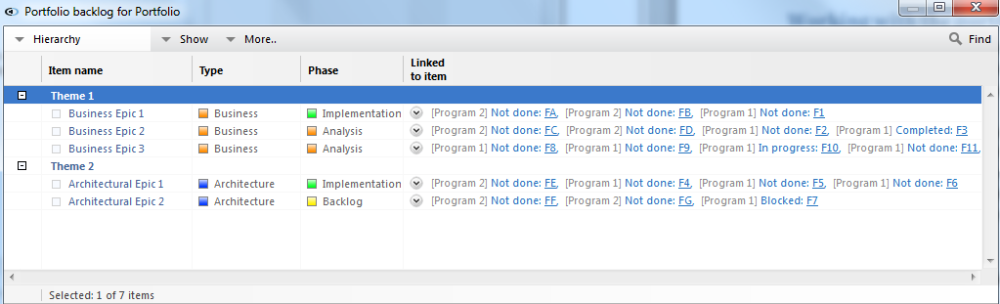 Portfolio backlog for Portfolio
Hierarchy Show More.. Find
Item name Type Phase Linked to item
Theme 1
Business Epic 1 Business Implementation [Program 2] Not done: FA, [Program 2] Not done: FB, [Program 1] Not done: F1
Business Epic 2 Business Analysis [Program 2] Not done: FC, [Program 2] Not done: FD, [Program 1] Not done: F2, [Program 1] Completed: F3
Business Epic 3 Business Analysis [Program 1] Not done: F8, [Program 1] Not done: F9, [Program 1] In progress: F10, [Program 1] Not done: F11,
Theme 2
Architectural Epic 1 Architecture Implementation [Program 2] Not done: FE, [Program 1] Not done: F4, [Program 1] Not done: F5, [Program 1] Not done: F6
Architectural Epic 2 Architecture Backlog [Program 2] Not done: FF, [Program 2] Not done: FG, [Program 1] Blocked: F7
Selected: 1 of 7 items